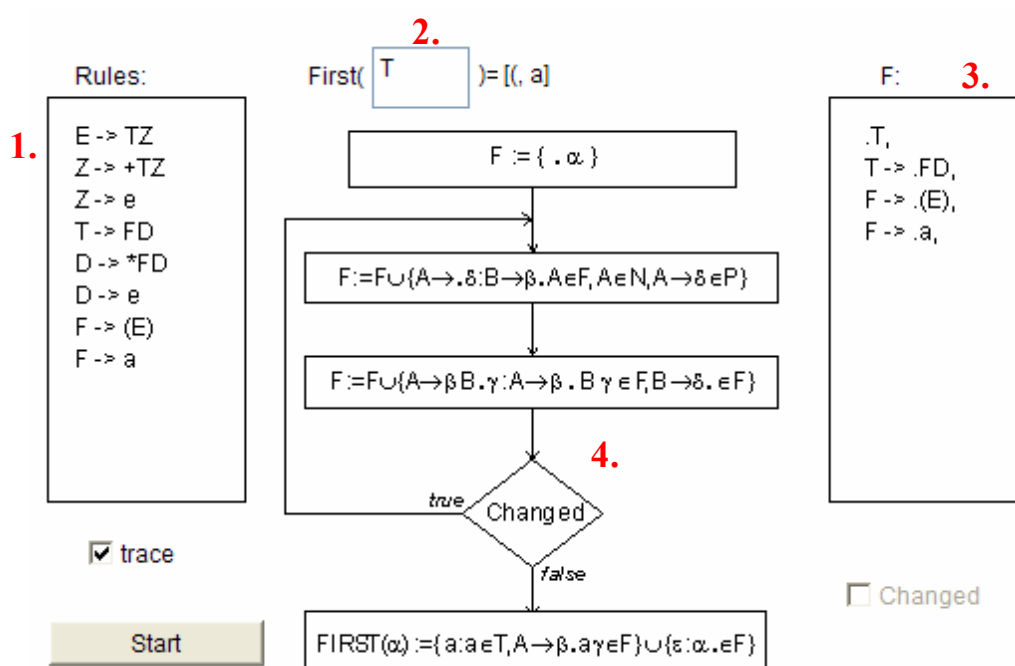 2.
Rules:
First( T )= [(, a]
F:
3.
1.
E -> TZ
Z -> +TZ
Z -> e
T -> FD
D -> *FD
D -> e
F -> (E)
F -> a
F := { . α }
F:=F∪{A→.δ:B→β.A∈F,A∈N,A→δ∈P}
F:=F∪{A→βB.γ:A→β.Bγ∈F,B→δ.∈F}
4.
true
Changed
false
FIRST(α):={a:a∈T,A→β.aγ∈F}∪{ε:α.∈F}
.T,
T -> .FD,
F -> .(E),
F -> .a,
trace
Start
Changed